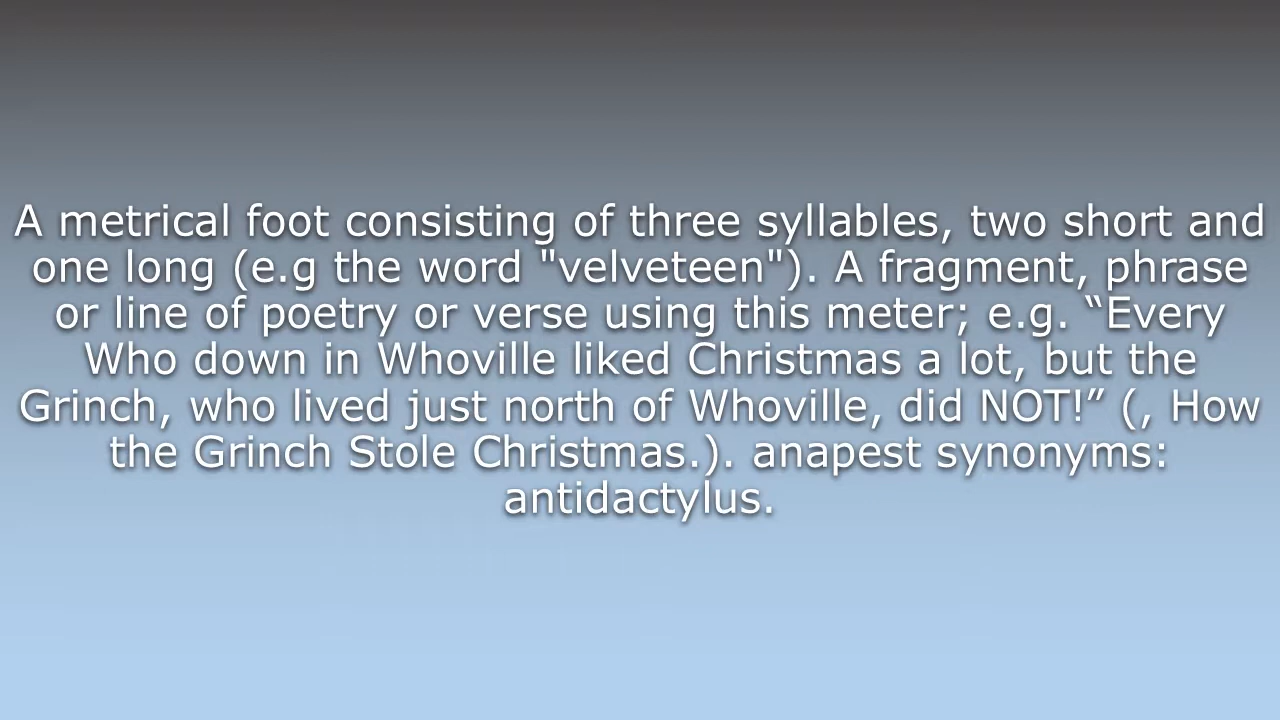 A metrical foot consisting of three syllables, two short and
one long (e.g the word "velveteen"). A fragment, phrase
or line of poetry or verse using this meter; e.g. “Every
Who down in Whoville liked Christmas a lot, but the
Grinch, who lived just north of Whoville, did NOT!” (, How
the Grinch Stole Christmas.). anapest synonyms:
antidactylus.